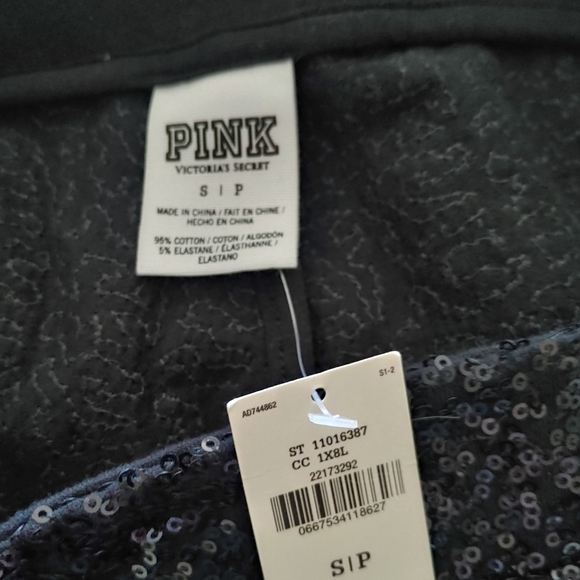 PINK
VICTORIA'S SECRET
S | P
MADE IN CHINA / FAIT EN CHINE /
HECHO EN CHINA
95% COTTON / COTON / ALGODÓN
5% ELASTANE / ÉLASTHANNE /
ELASTANO
AD744862
S1-2
ST 11016387
CC 1X8L
22173292
0667534118627
S|P